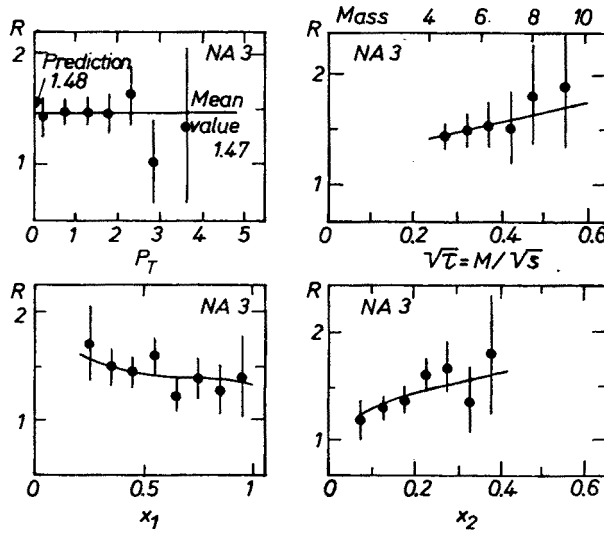 R
2
1
NA 3
Prediction
1.48
Mean
value
1.47
0 1 2 3 4 5
P_T
Mass 4 6 8 10
2
1
NA 3
0 0.2 0.4 0.6
√τ = M/√s
R
2
1
NA 3
0 0.5 1
x₁
R
2
1
NA 3
0 0.2 0.4 0.6
x₂